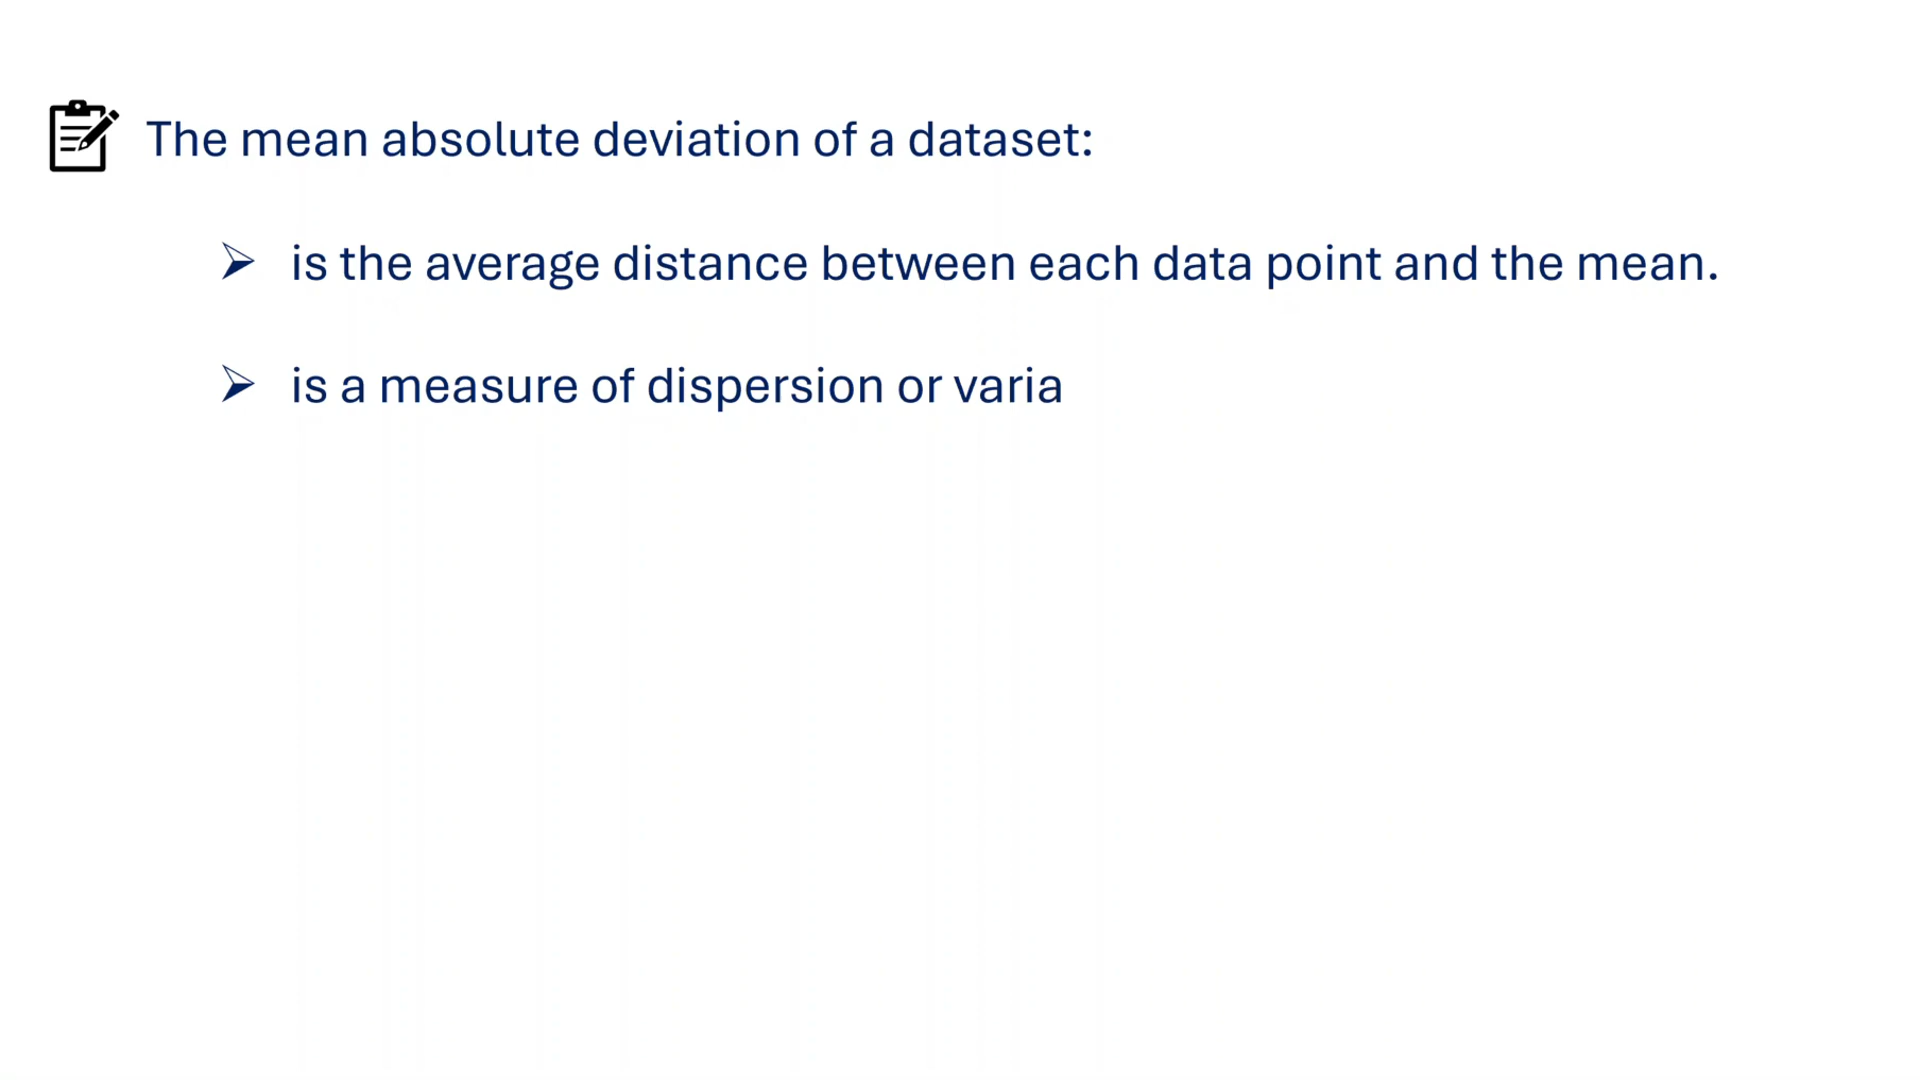 The mean absolute deviation of a dataset:
is the average distance between each data point and the mean.
is a measure of dispersion or varia